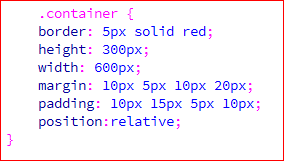 .container {
border: 5px solid red;
height: 300px;
width: 600px;
margin: 10px 5px 10px 20px;
padding: 10px 15px 5px 10px;
position:relative;
}